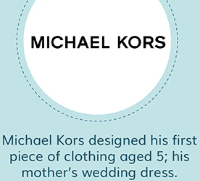 MICHAEL KORS
Michael Kors designed his first
piece of clothing aged 5; his
mother's wedding dress.